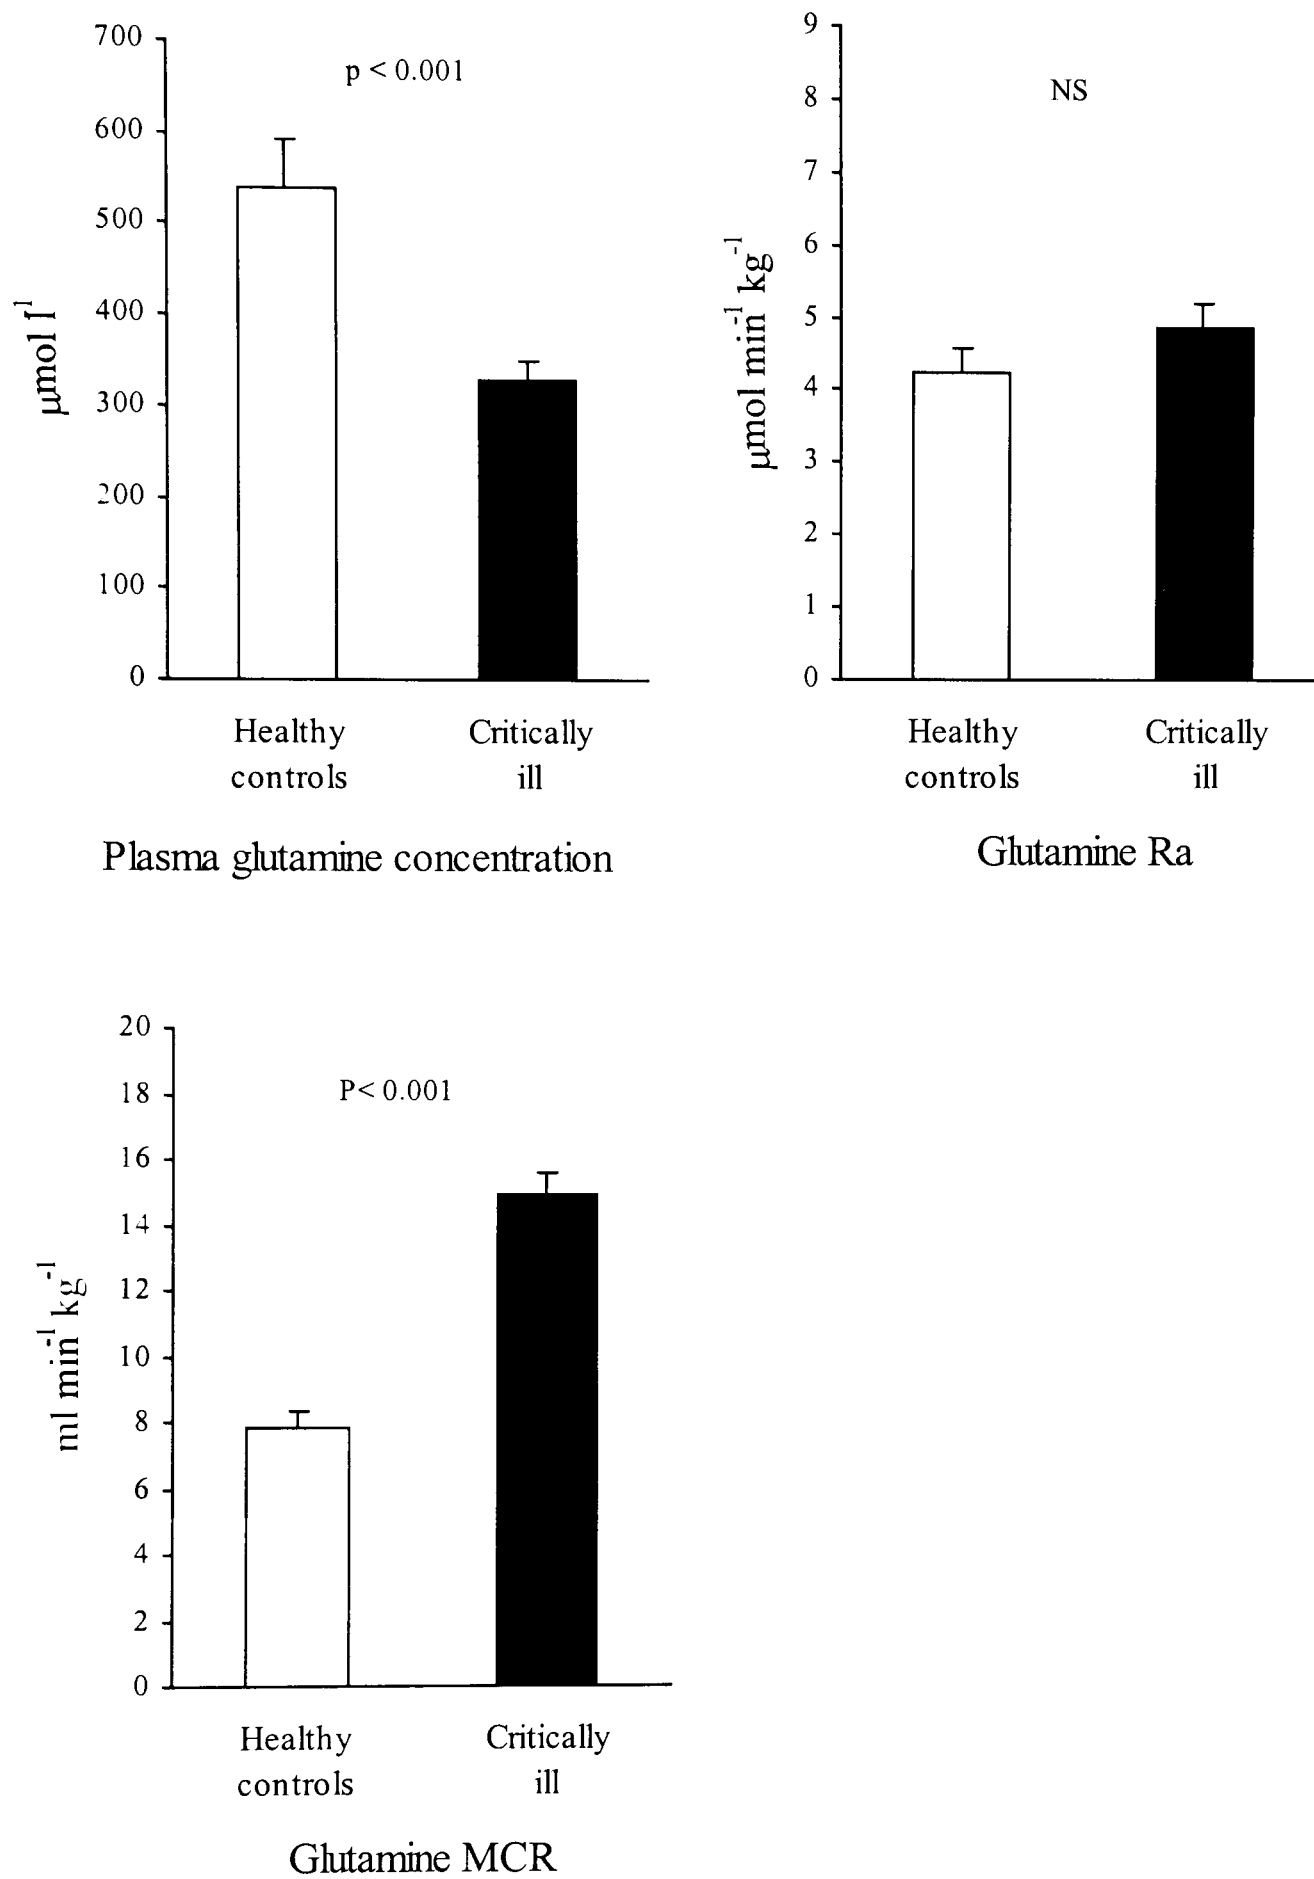 700
600
500
400
300
200
100
0
μmol l-1
p < 0.001
Healthy controls
Critically ill
Plasma glutamine concentration
9
8
7
6
5
4
3
2
1
0
μmol min-1 kg-1
NS
Healthy controls
Critically ill
Glutamine Ra
20
18
16
14
12
10
8
6
4
2
0
ml min-1 kg-1
P< 0.001
Healthy controls
Critically ill
Glutamine MCR